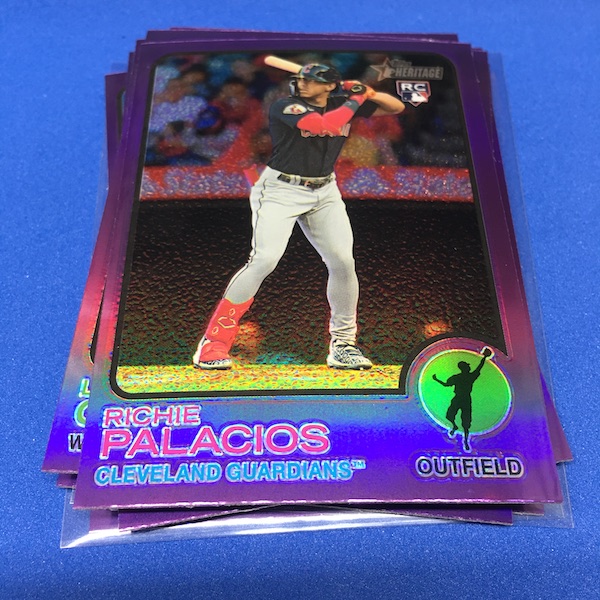 Topps
HERITAGE
RC
RICHIE
PALACIOS
CLEVELAND GUARDIANS™
OUTFIELD